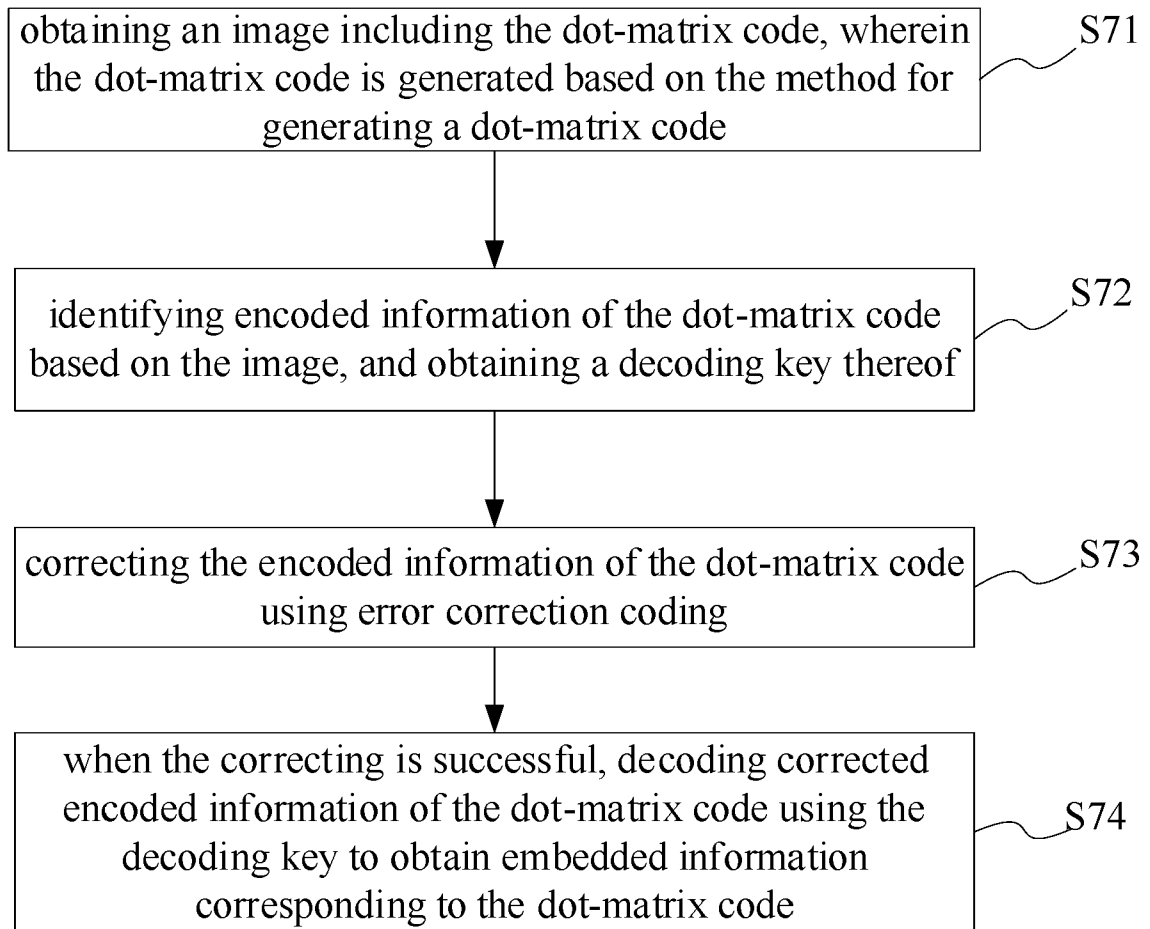 obtaining an image including the dot-matrix code, wherein
the dot-matrix code is generated based on the method for
generating a dot-matrix code
S71
identifying encoded information of the dot-matrix code
based on the image, and obtaining a decoding key thereof
S72
correcting the encoded information of the dot-matrix code
using error correction coding
S73
when the correcting is successful, decoding corrected
encoded information of the dot-matrix code using the
decoding key to obtain embedded information
corresponding to the dot-matrix code
S74